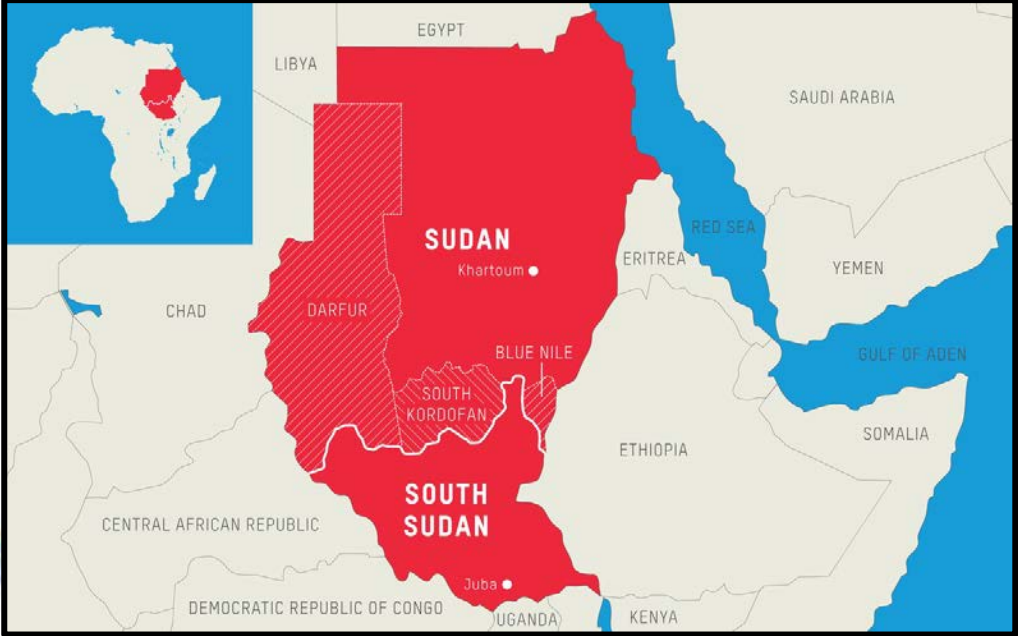 EGYPT
LIBYA
SAUDI ARABIA
RED SEA
SUDAN
Khartoum
ERITREA
YEMEN
CHAD
DARFUR
BLUE NILE
GULF OF ADEN
SOUTH
KORDOFAN
SOMALIA
ETHIOPIA
SOUTH
SUDAN
CENTRAL AFRICAN REPUBLIC
Juba
DEMOCRATIC REPUBLIC OF CONGO
UGANDA
KENYA